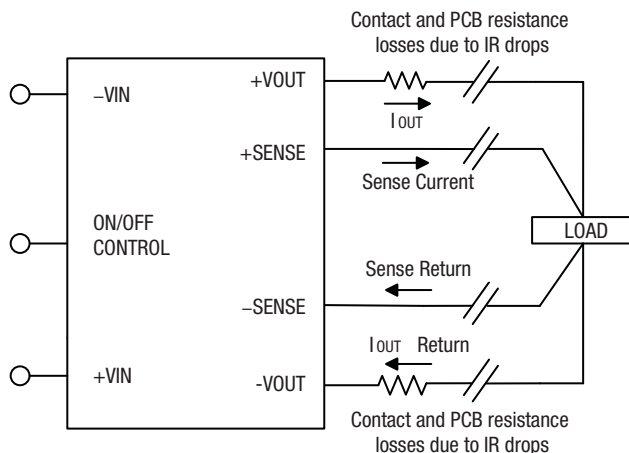 Contact and PCB resistance
losses due to IR drops
+VOUT
−VIN
IOUT
+SENSE
Sense Current
ON/OFF
CONTROL
LOAD
Sense Return
−SENSE
IOUT Return
+VIN
-VOUT
Contact and PCB resistance
losses due to IR drops